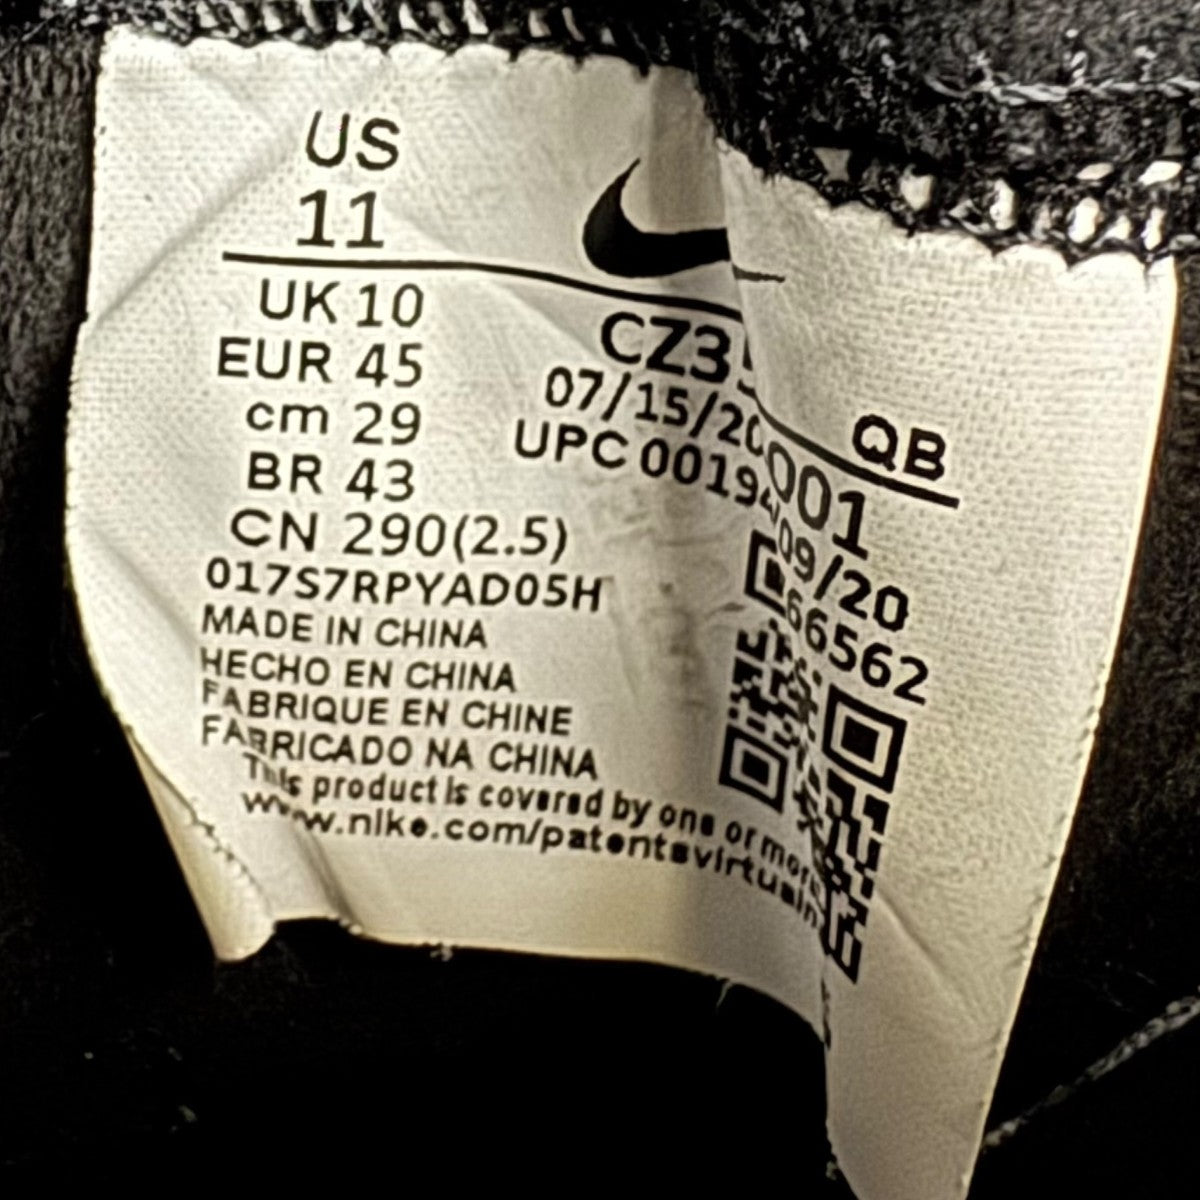 US
11
UK 10
EUR 45
cm 29
BR 43
CN 290(2.5)
QB
001
07/15/20
09/20
UPC 00194
66562
017S7RPYAD05H
MADE IN CHINA
HECHO EN CHINA
FABRIQUE EN CHINE
FABRICADO NA CHINA
This product is covered by one or more
www.nike.com/patentsvirtual